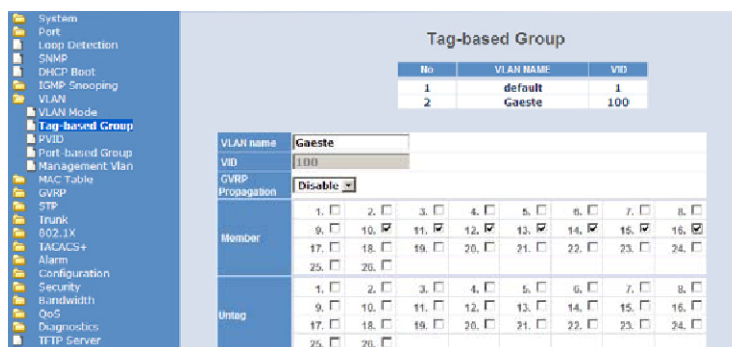 System
Port
Loop Detection
SNMP
DHCP Boot
IGMP Snooping
VLAN
VLAN Mode
Tag-based Group
PVID
Port-based Group
Management Vlan
MAC Table
GVRP
STP
Trunk
802.1X
TACACS+
Alarm
Configuration
Security
Bandwidth
QoS
Diagnostics
TFTP Server
Tag-based Group
No VLAN NAME VID
1 default 1
2 Gaeste 100
VLAN name Gaeste
VID 100
GVRP Propagation Disable
Member
1. 2. 3. 4. 5. 6. 7. 8.
9. 10. 11. 12. 13. 14. 15. 16.
17. 18. 19. 20. 21. 22. 23. 24.
25. 26.
Untag
1. 2. 3. 4. 5. 6. 7. 8.
9. 10. 11. 12. 13. 14. 15. 16.
17. 18. 19. 20. 21. 22. 23. 24.
25. 26.